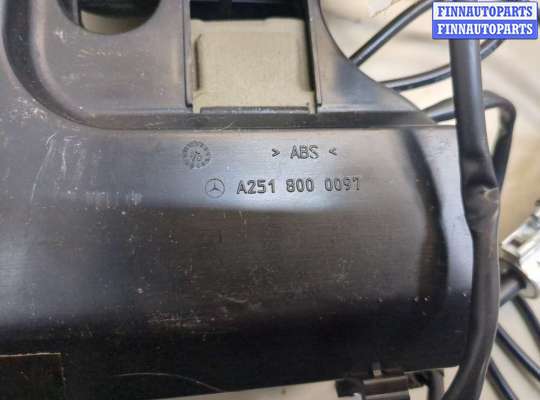 FINNAUTOPARTS
FINNAUTOPARTS
> ABS <
A251 800 0097